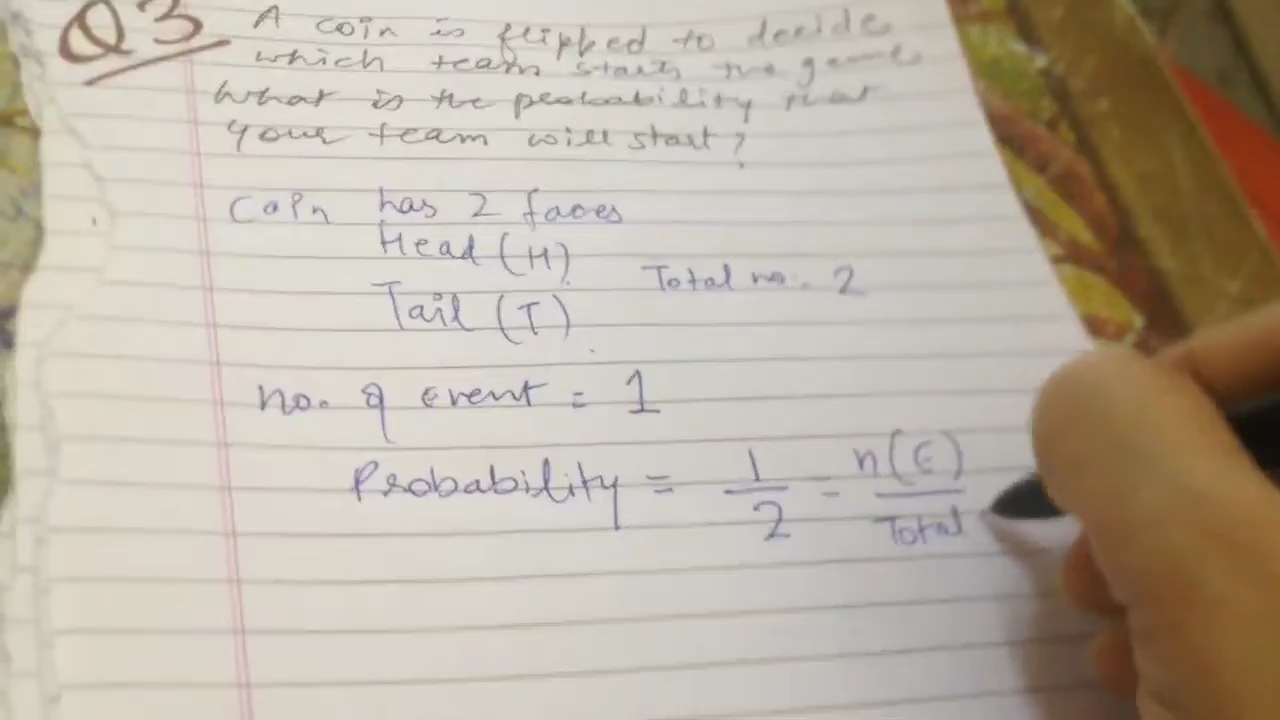 Q3
A coin is flipped to decide
which team starts the game
What is the probability that
your team will start?
Coin has 2 faces
Head (H)
Total no. 2
Tail (T)
no. of event = 1
Probability = 1/2 = n(E)/Total